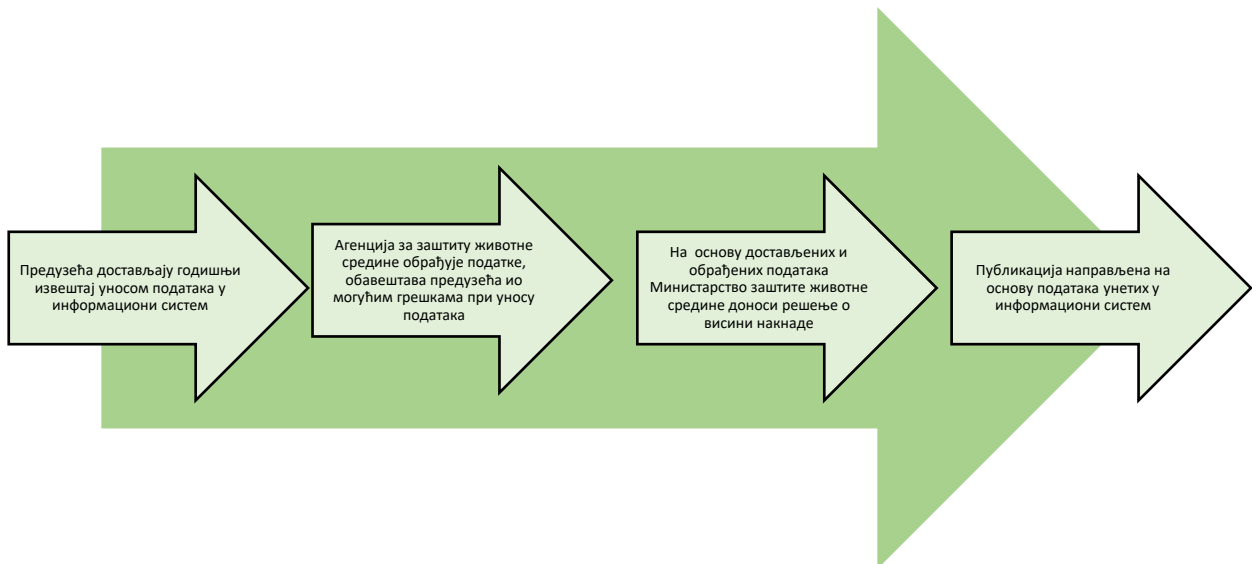 Предузећа достављају годишњи
извештај уносом података у
информациони систем
Агенција за заштиту животне
средине обрађује податке,
обавештава предузећа ио
могућим грешкама при уносу
података
На основу достављених и
обрађених података
Министарство заштите животне
средине доноси решење о
висини накнаде
Публикација направљена на
основу података унетих у
информациони систем